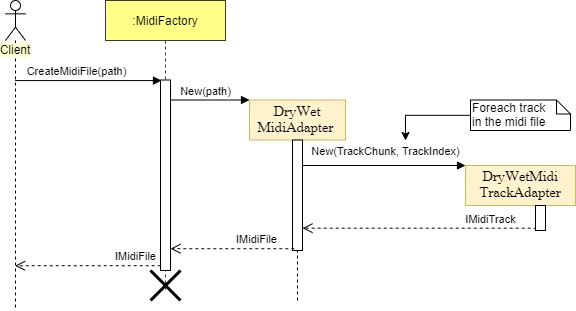 :MidiFactory
Client
CreateMidiFile(path)
New(path)
DryWet
MidiAdapter
Foreach track
in the midi file
New(TrackChunk, TrackIndex)
DryWetMidi
TrackAdapter
IMidiTrack
IMidiFile
IMidiFile